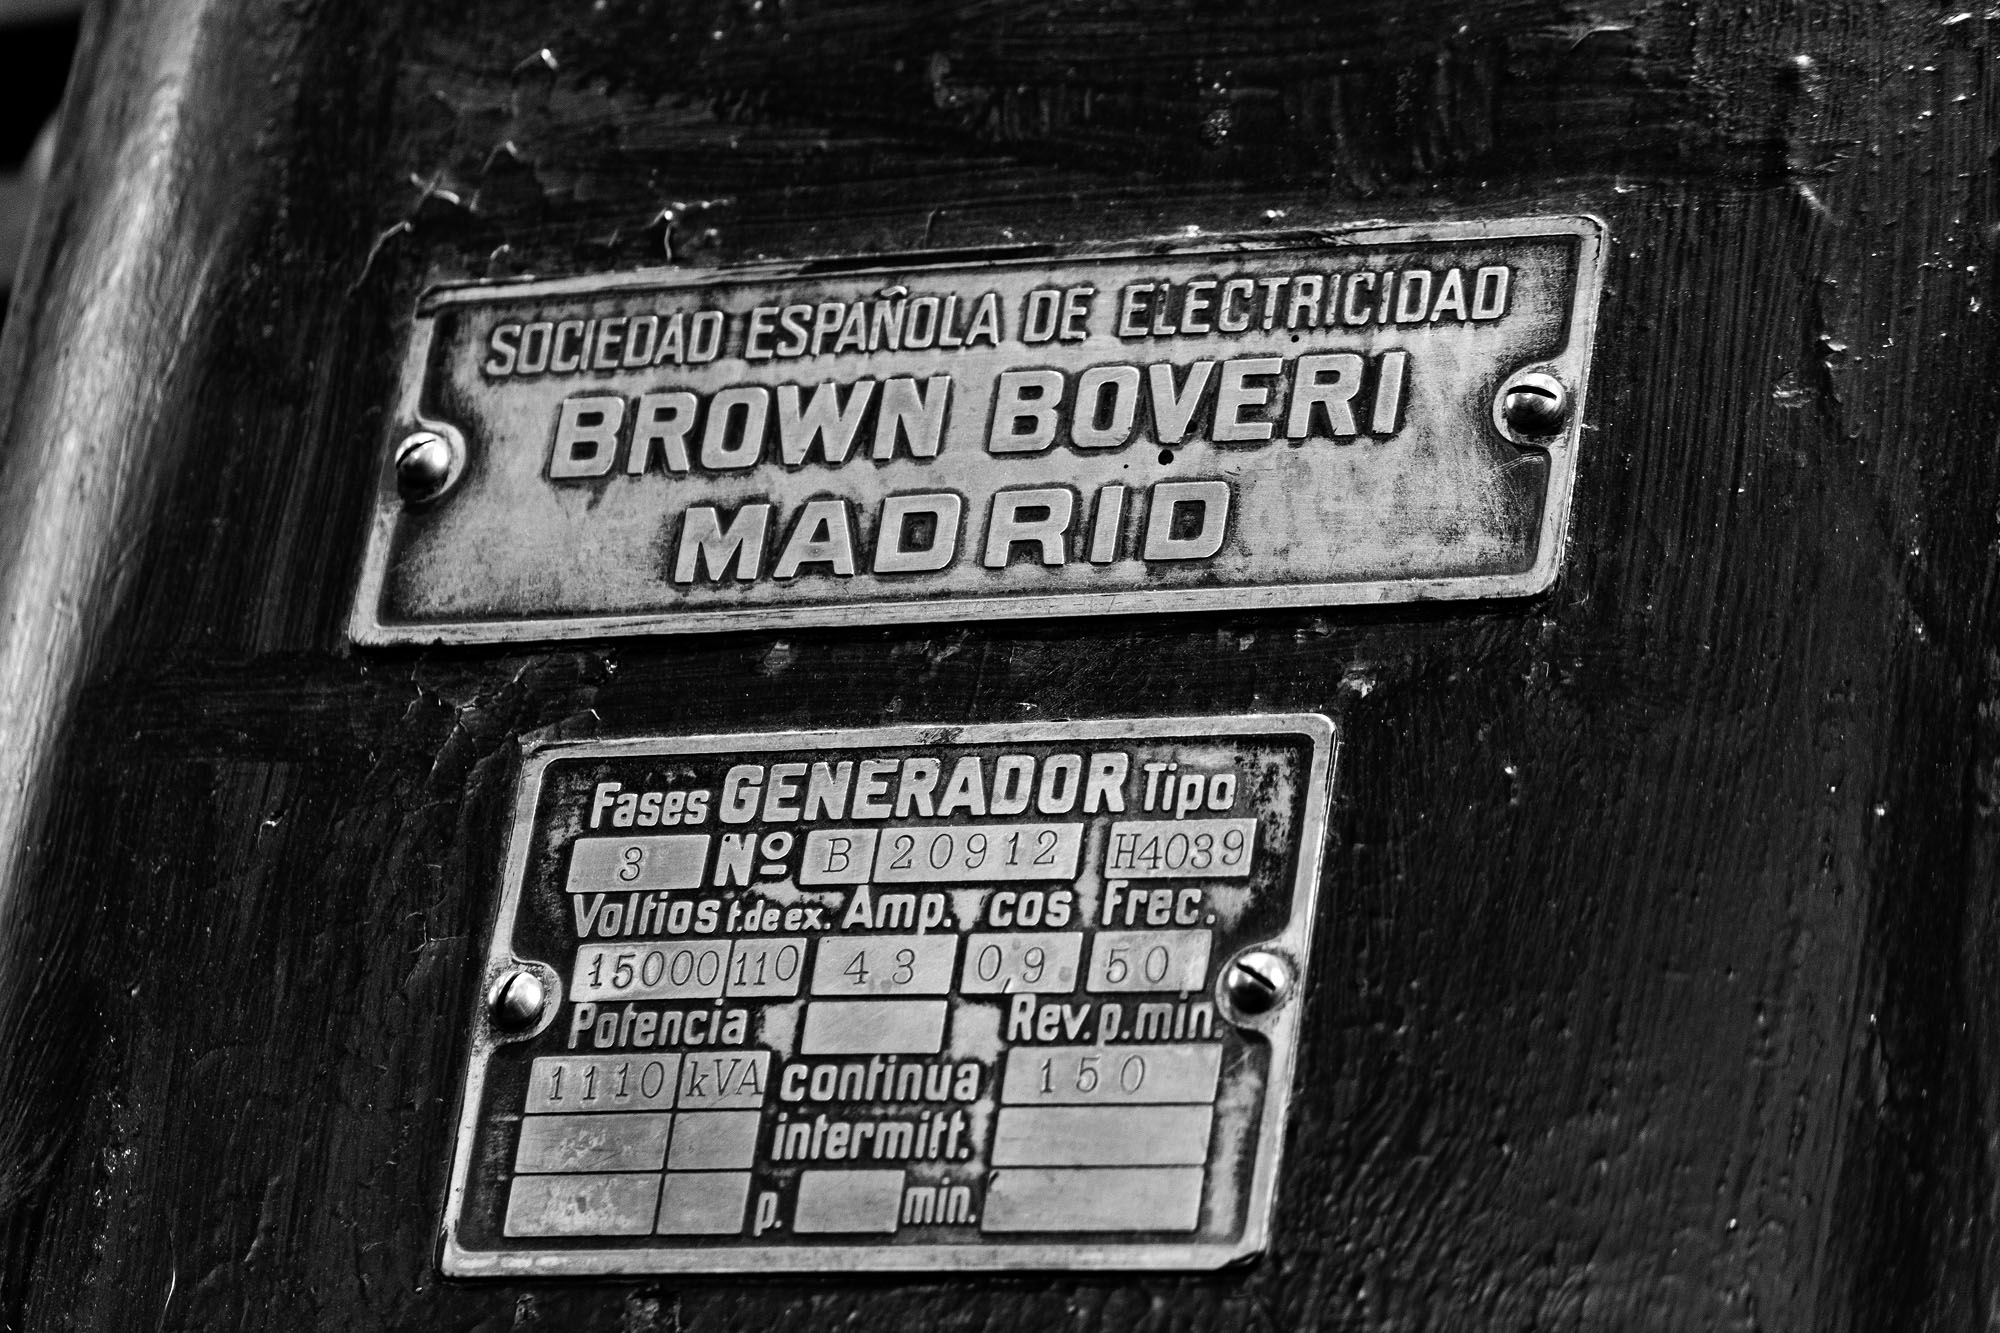 SOCIEDAD ESPAÑOLA DE ELECTRICIDAD
BROWN BOVERI
MADRID
Fases GENERADOR Tipo
3 Nº B 20912 H4039
Voltios t.de ex. Amp. cos Frec.
15000 110 43 0,9 50
Potencia Rev. p. min.
1110 kVA continua 150
intermitt.
p. min.